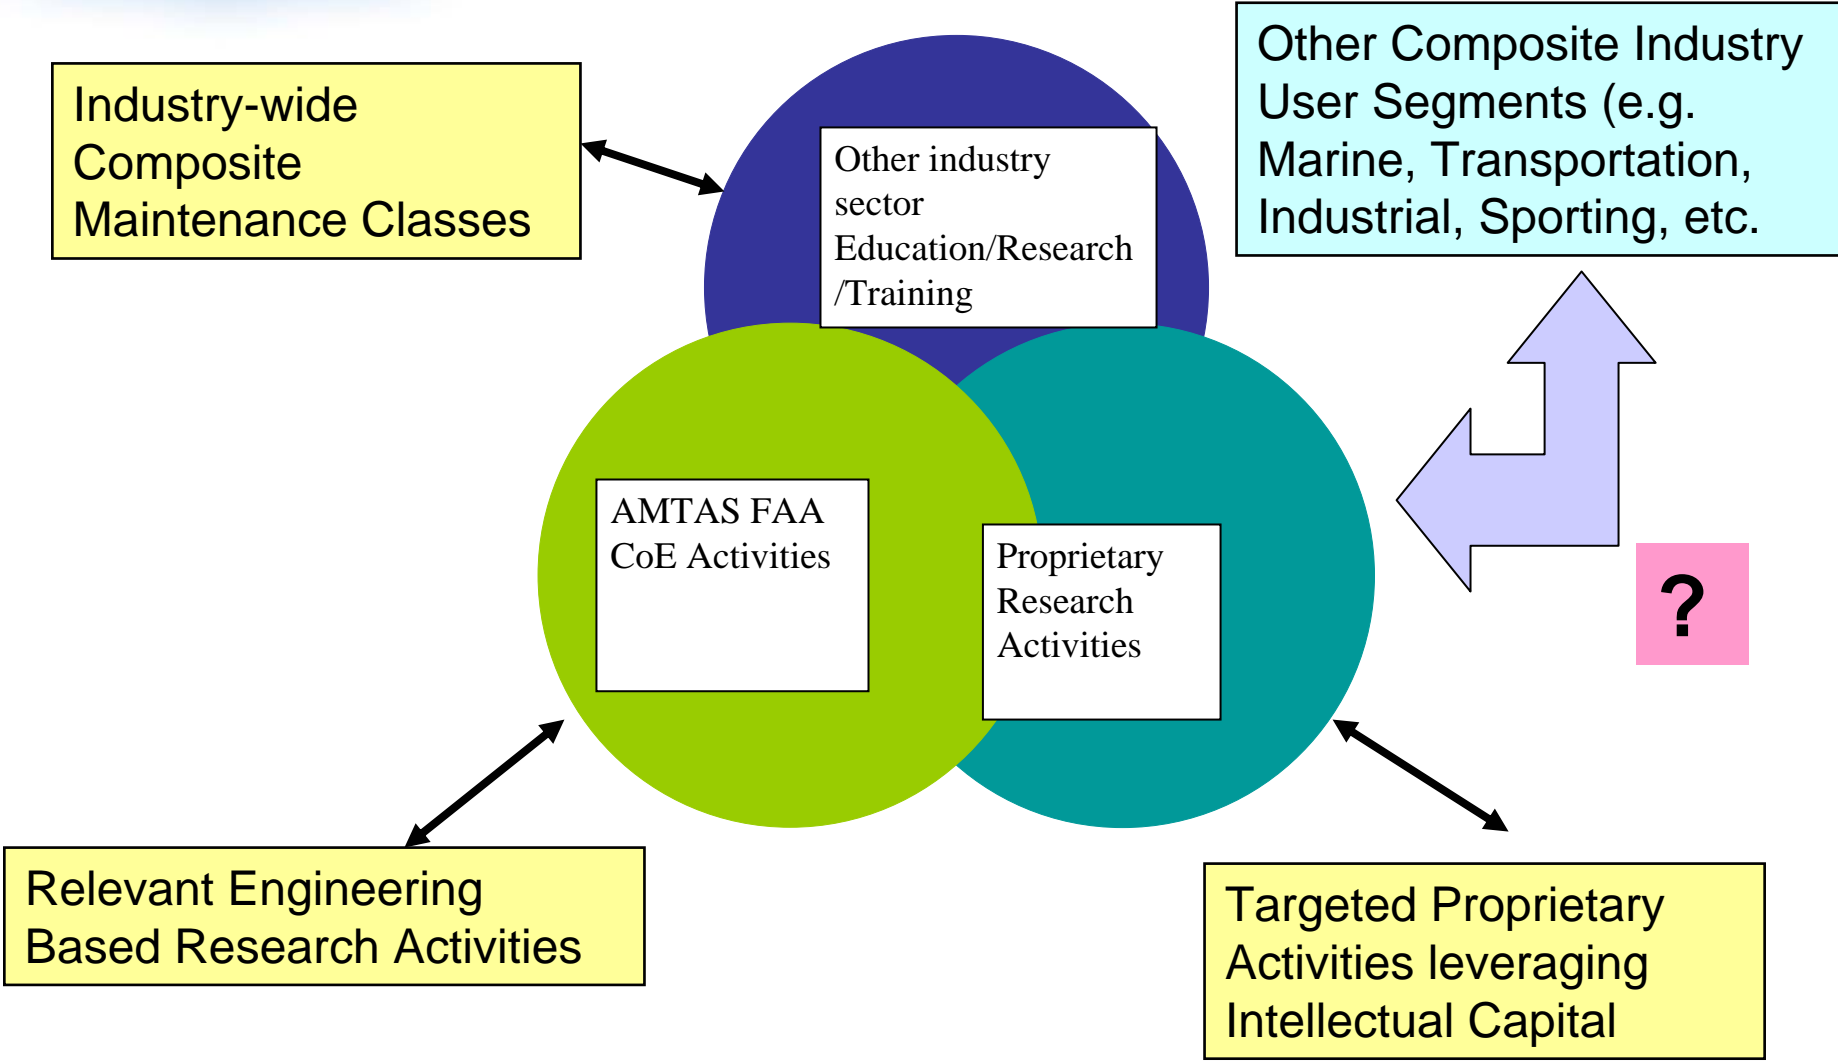 Industry-wide
Composite
Maintenance Classes
Other industry
sector
Education/Research
/Training
Other Composite Industry
User Segments (e.g.
Marine, Transportation,
Industrial, Sporting, etc.
AMTAS FAA
CoE Activities
Proprietary
Research
Activities
?
Relevant Engineering
Based Research Activities
Targeted Proprietary
Activities leveraging
Intellectual Capital